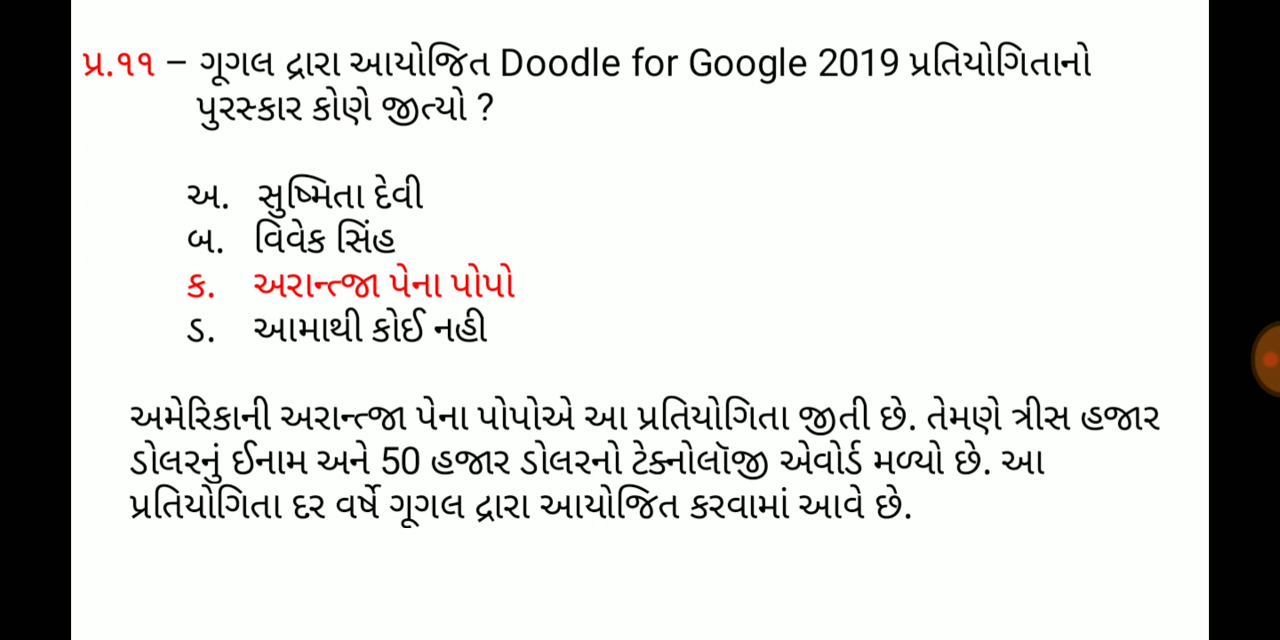 પ્ર.૧૧ – ગૂગલ દ્રારા આયોજિત Doodle for Google 2019 પ્રતિયોગિતાનો
પુરસ્કાર કોણે જીત્યો ?
અ. સુષ્મિતા દેવી
બ. વિવેક સિંહ
ક. અરાન્ત્જા પેના પોપો
ડ. આમાથી કોઈ નહી
અમેરિકાની અરાન્ત્જા પેના પોપોએ આ પ્રતિયોગિતા જીતી છે. તેમણે ત્રીસ હજાર
ડોલરનું ઈનામ અને 50 હજાર ડોલરનો ટેક્નોલૉજી એવોર્ડ મળ્યો છે. આ
પ્રતિયોગિતા દર વર્ષે ગૂગલ દ્રારા આયોજિત કરવામાં આવે છે.